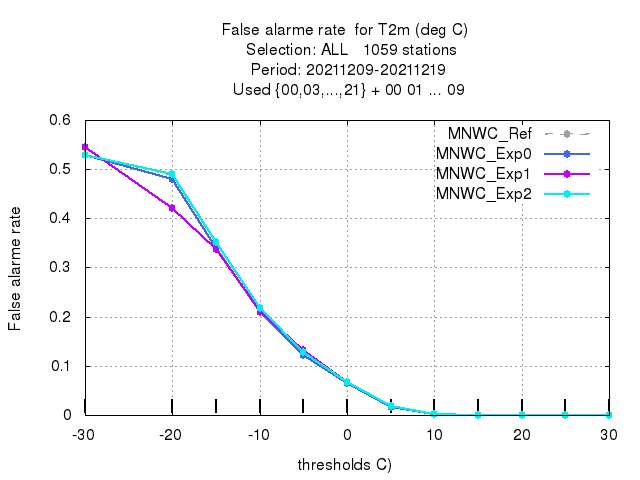 False alarme rate  for T2m (deg C)
Selection: ALL   1059 stations
Period: 20211209-20211219
Used {00,03,...,21} + 00 01 ... 09
MNWC_Ref
MNWC_Exp0
MNWC_Exp1
MNWC_Exp2
False alarme rate
0.6
0.5
0.4
0.3
0.2
0.1
0
-30 -20 -10 0 10 20 30
thresholds C)